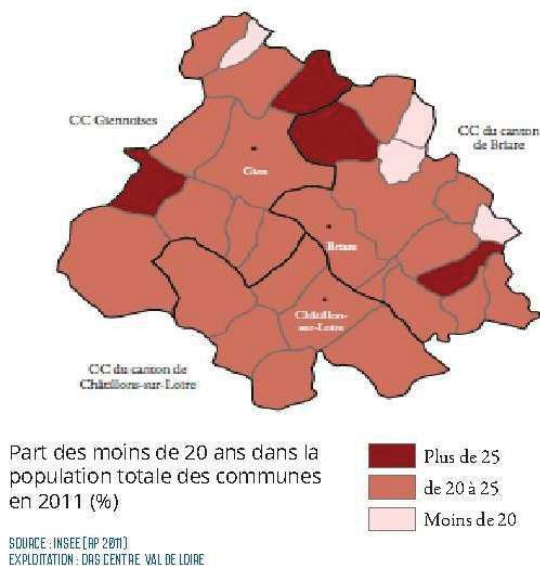 CC Giennoises
CC du canton
de Briare
Gien
Briare
Châtillon-
sur-Loire
CC du canton de
Châtillons-sur-Loire
Part des moins de 20 ans dans la
population totale des communes
en 2011 (%)
Plus de 25
de 20 à 25
Moins de 20
SOURCE : INSEE (RP 2011)
EXPLOITATION : ORS CENTRE VAL DE LOIRE